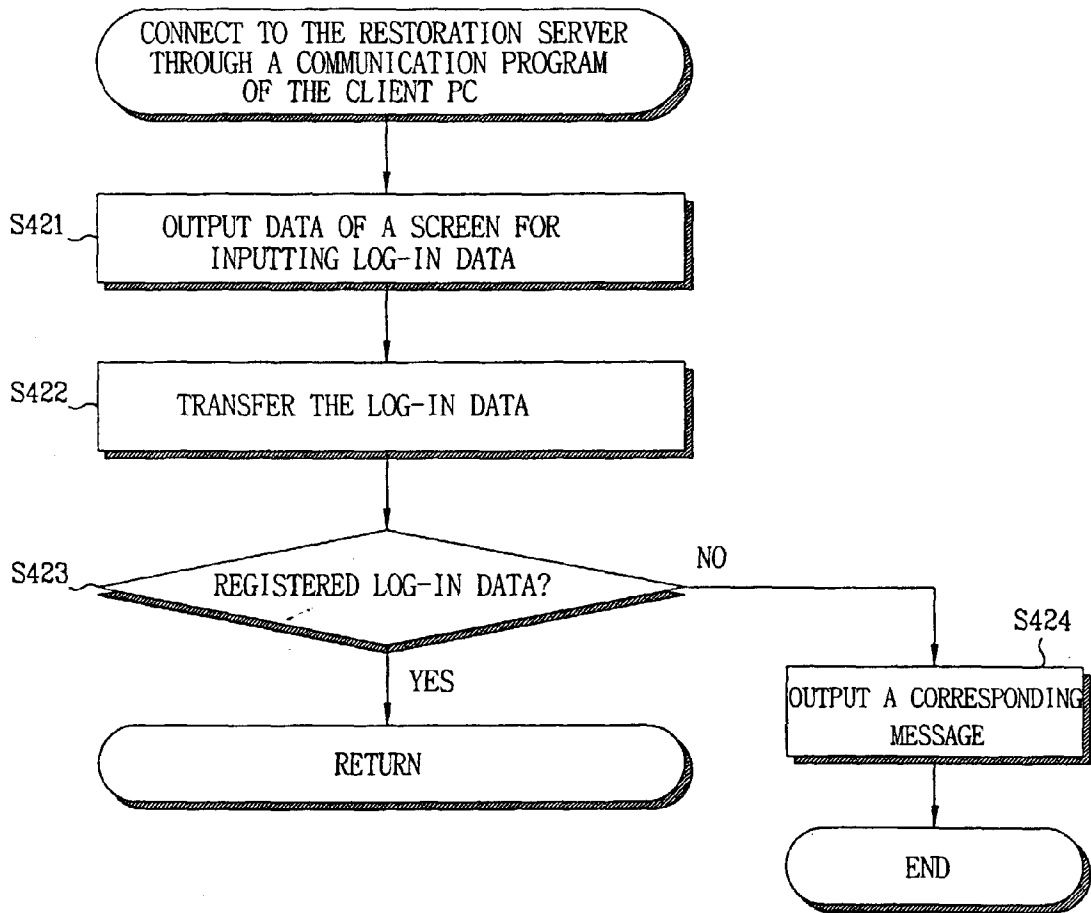 CONNECT TO THE RESTORATION SERVER
THROUGH A COMMUNICATION PROGRAM
OF THE CLIENT PC
S421
OUTPUT DATA OF A SCREEN FOR
INPUTTING LOG-IN DATA
S422
TRANSFER THE LOG-IN DATA
S423
REGISTERED LOG-IN DATA?
NO
YES
S424
OUTPUT A CORRESPONDING
MESSAGE
RETURN
END